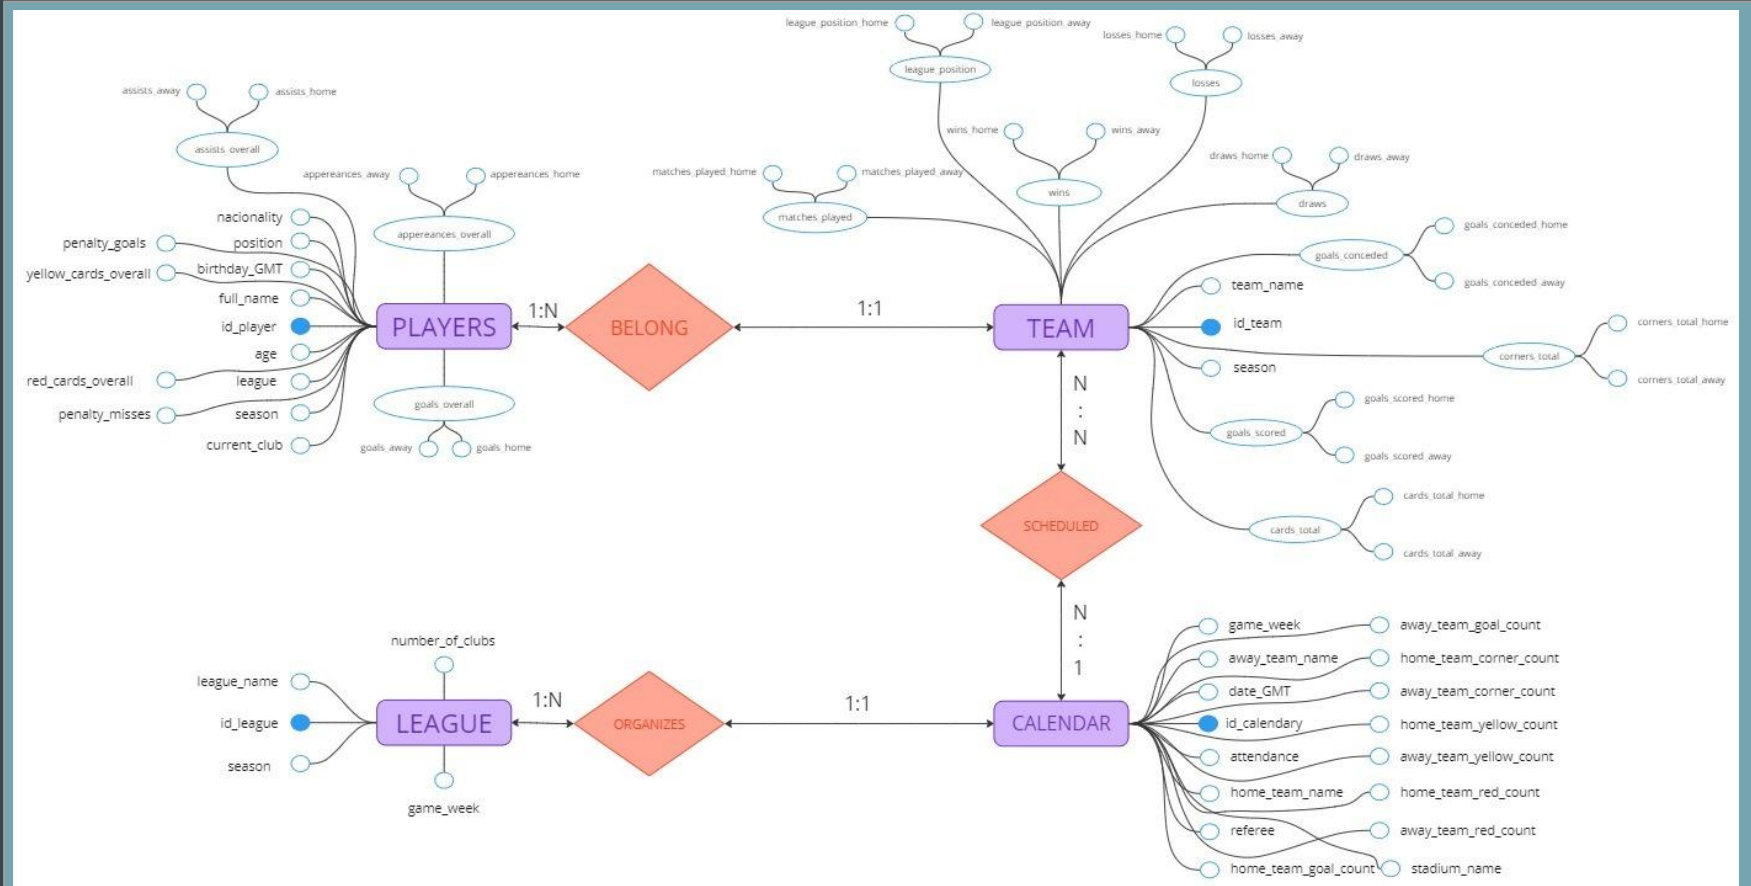 league_position_home
league_position_away
losses_home
losses_away
league_position
losses
assists_away
assists_home
assists_overall
wins_home
wins_away
draws_home
draws_away
appereances_away
appereances_home
matches_played_home
matches_played_away
wins
draws
matches_played
nacionality
penalty_goals
position
appereances_overall
goals_conceded_home
goals_conceded
goals_conceded_away
yellow_cards_overall
birthday_GMT
full_name
team_name
id_player
PLAYERS
1:N
BELONG
1:1
TEAM
id_team
corners_total_home
corners_total
corners_total_away
age
season
red_cards_overall
league
N
:
N
goals_overall
goals_scored_home
goals_scored
goals_scored_away
penalty_misses
season
current_club
goals_away
goals_home
cards_total_home
cards_total
cards_total_away
SCHEDULED
N
:
1
number_of_clubs
league_name
id_league
season
LEAGUE
game_week
1:N
ORGANIZES
1:1
CALENDAR
game_week
away_team_goal_count
away_team_name
home_team_corner_count
date_GMT
away_team_corner_count
id_calendary
home_team_yellow_count
attendance
away_team_yellow_count
home_team_name
home_team_red_count
referee
away_team_red_count
home_team_goal_count
stadium_name